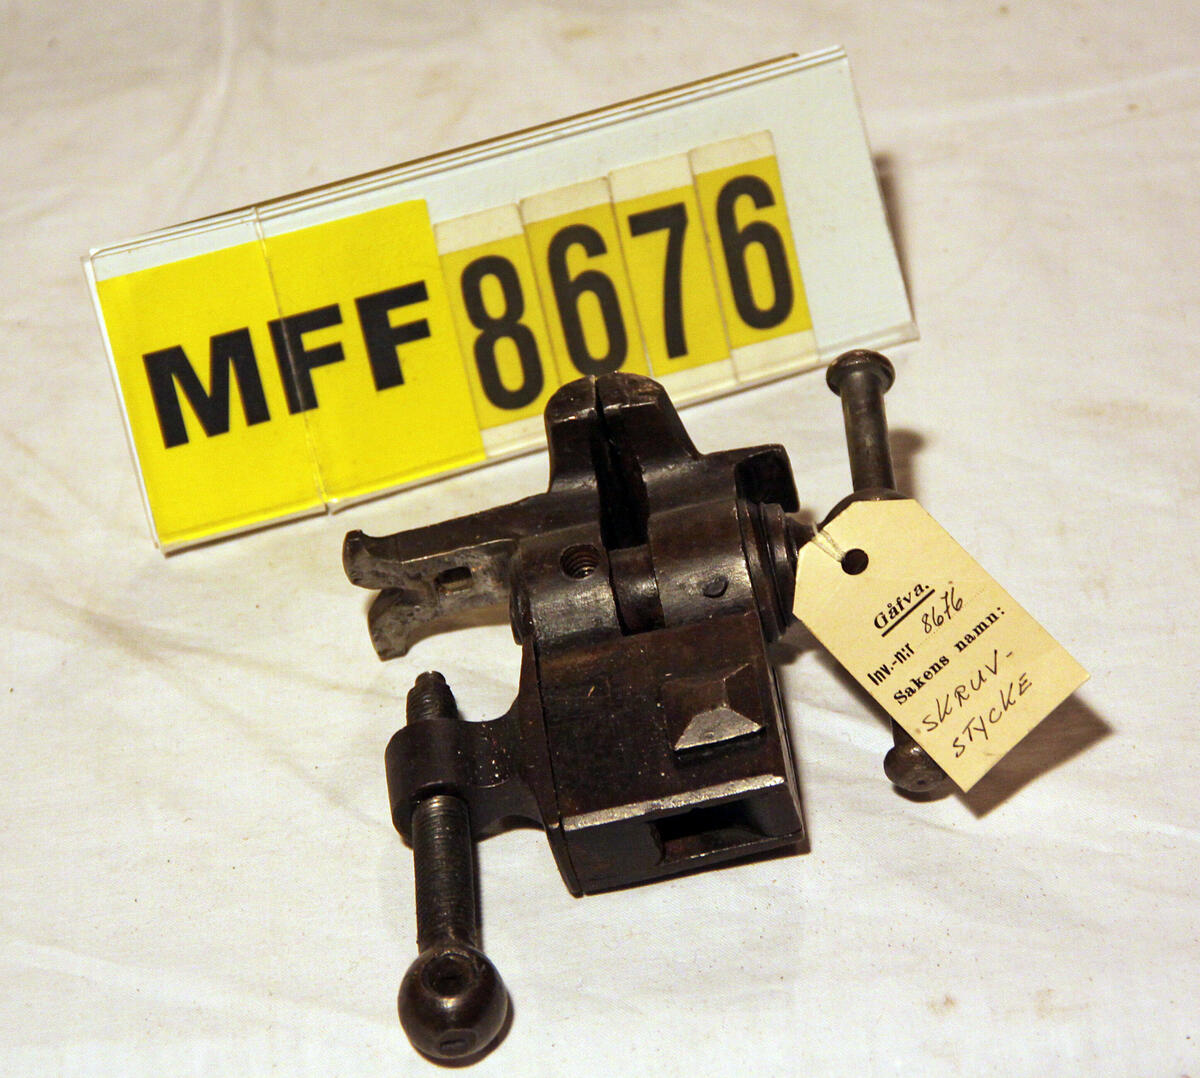 MFF 8676
Gåfva.
Inv.-n:r 8676
Sakens namn:
SKRUV-
STYCKE